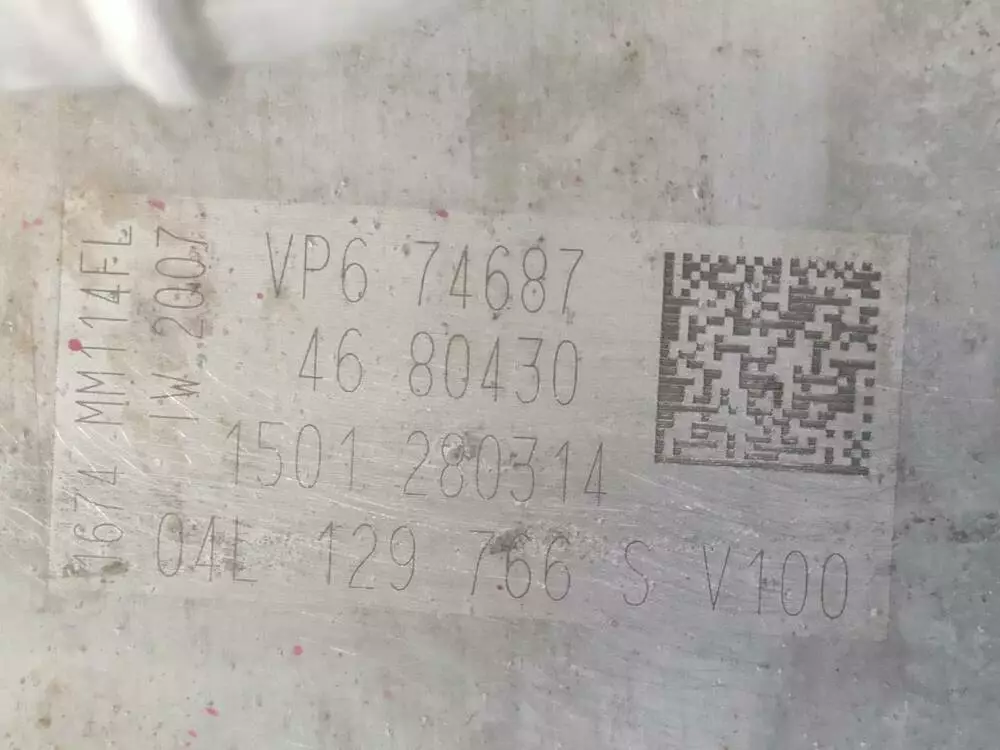 VP6 74687
46 80430
1501 280314
04L 129 766 S V100
1674 MM114FL
IW 2007